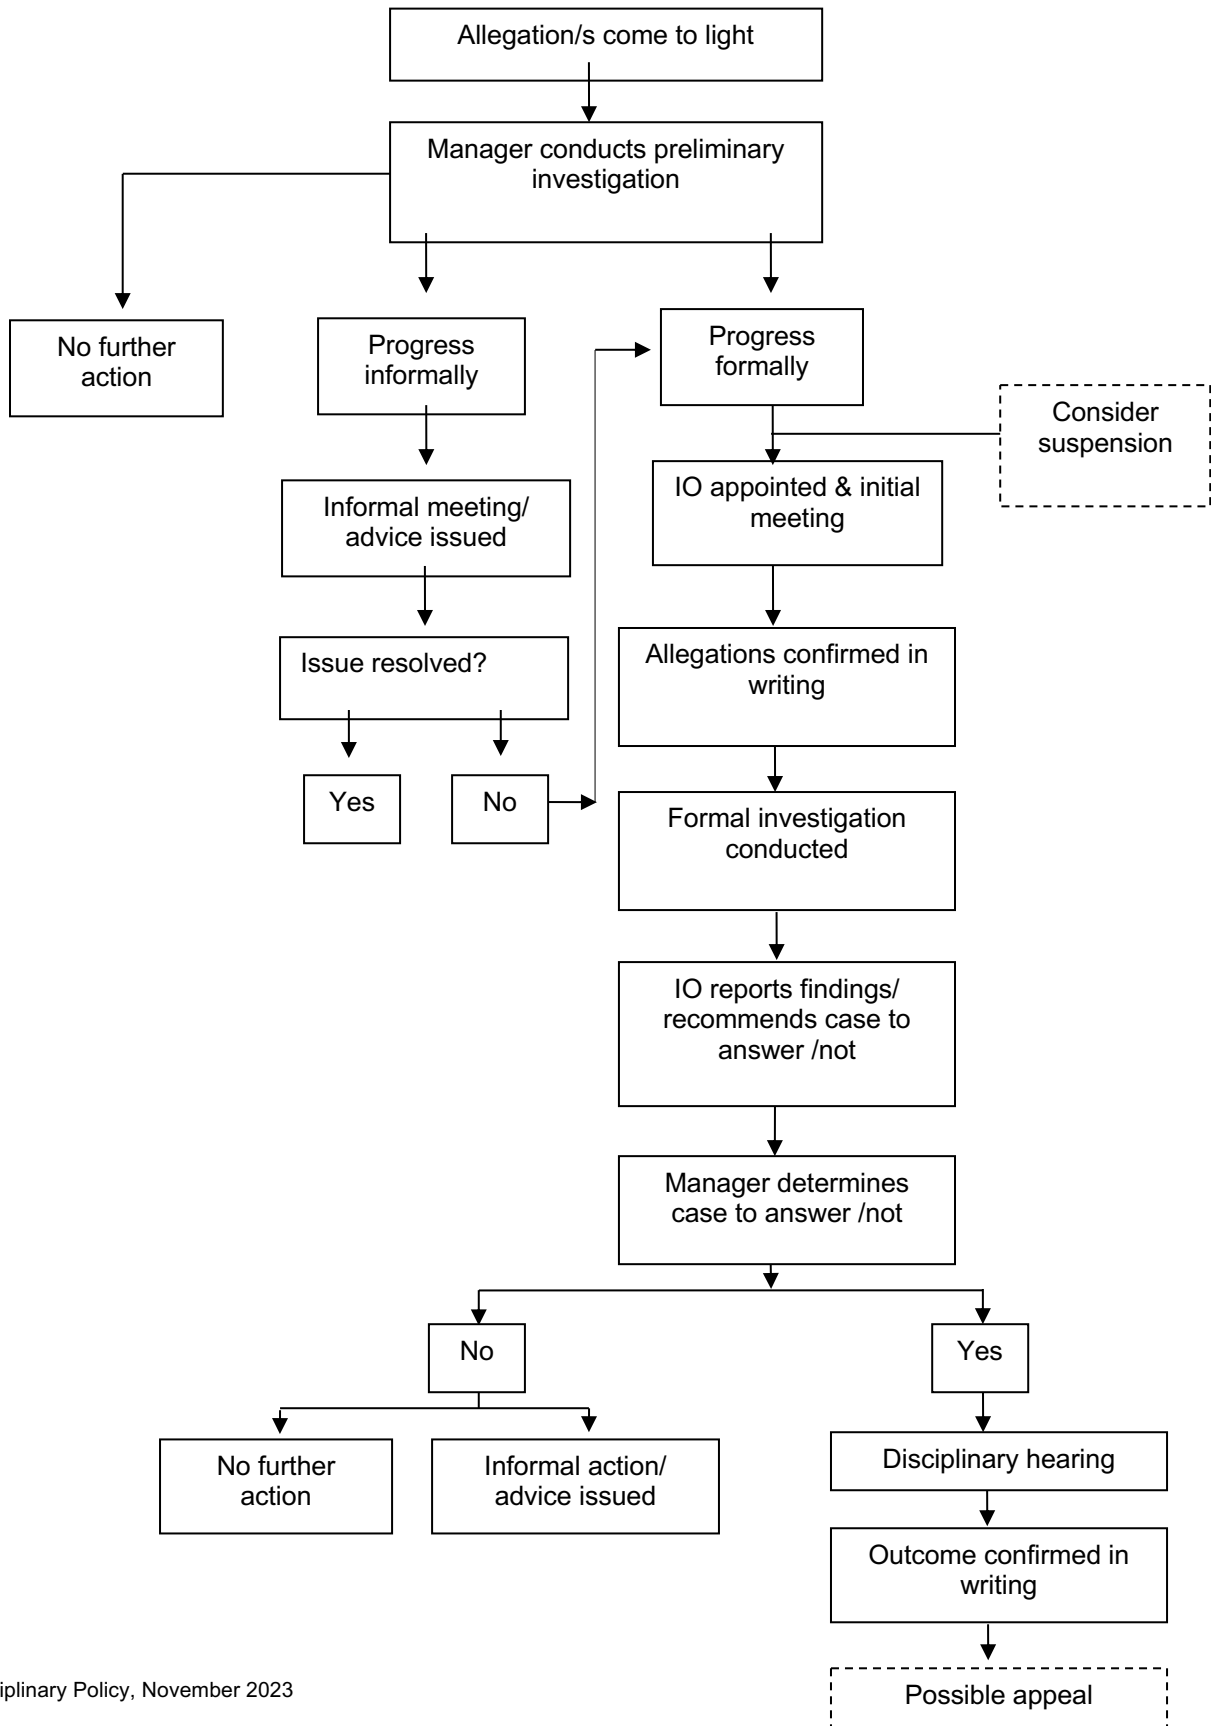 Allegation/s come to light
Manager conducts preliminary
investigation
No further
action
Progress
informally
Progress
formally
Consider
suspension
Informal meeting/
advice issued
IO appointed & initial
meeting
Issue resolved?
Allegations confirmed in
writing
Yes
No
Formal investigation
conducted
IO reports findings/
recommends case to
answer /not
Manager determines
case to answer /not
No
Yes
No further
action
Informal action/
advice issued
Disciplinary hearing
Outcome confirmed in
writing
Possible appeal
iplinary Policy, November 2023